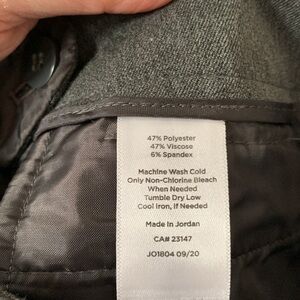 47% Polyester
47% Viscose
6% Spandex
Machine Wash Cold
Only Non-Chlorine Bleach
When Needed
Tumble Dry Low
Cool Iron, if Needed
Made in Jordan
CA# 23147
JO1804 09/20